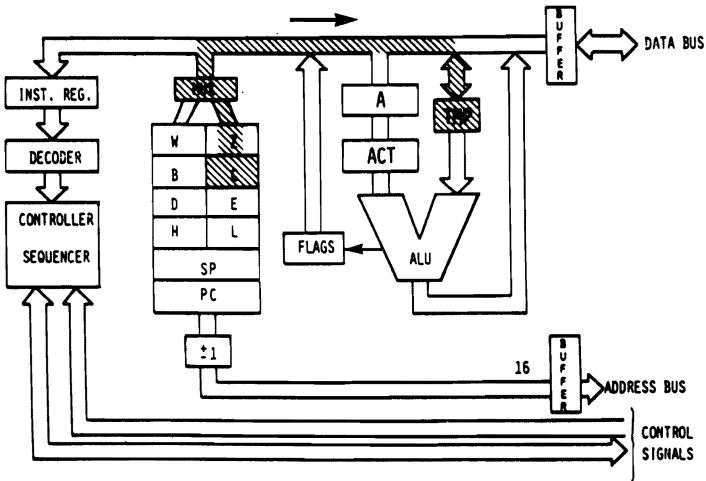 BUFFER
DATA BUS
INST. REG.
A
DECODER
ACT
W
B
D
E
H
L
CONTROLLER
SEQUENCER
FLAGS
ALU
SP
PC
±1
16
BUFFER
ADDRESS BUS
CONTROL
SIGNALS